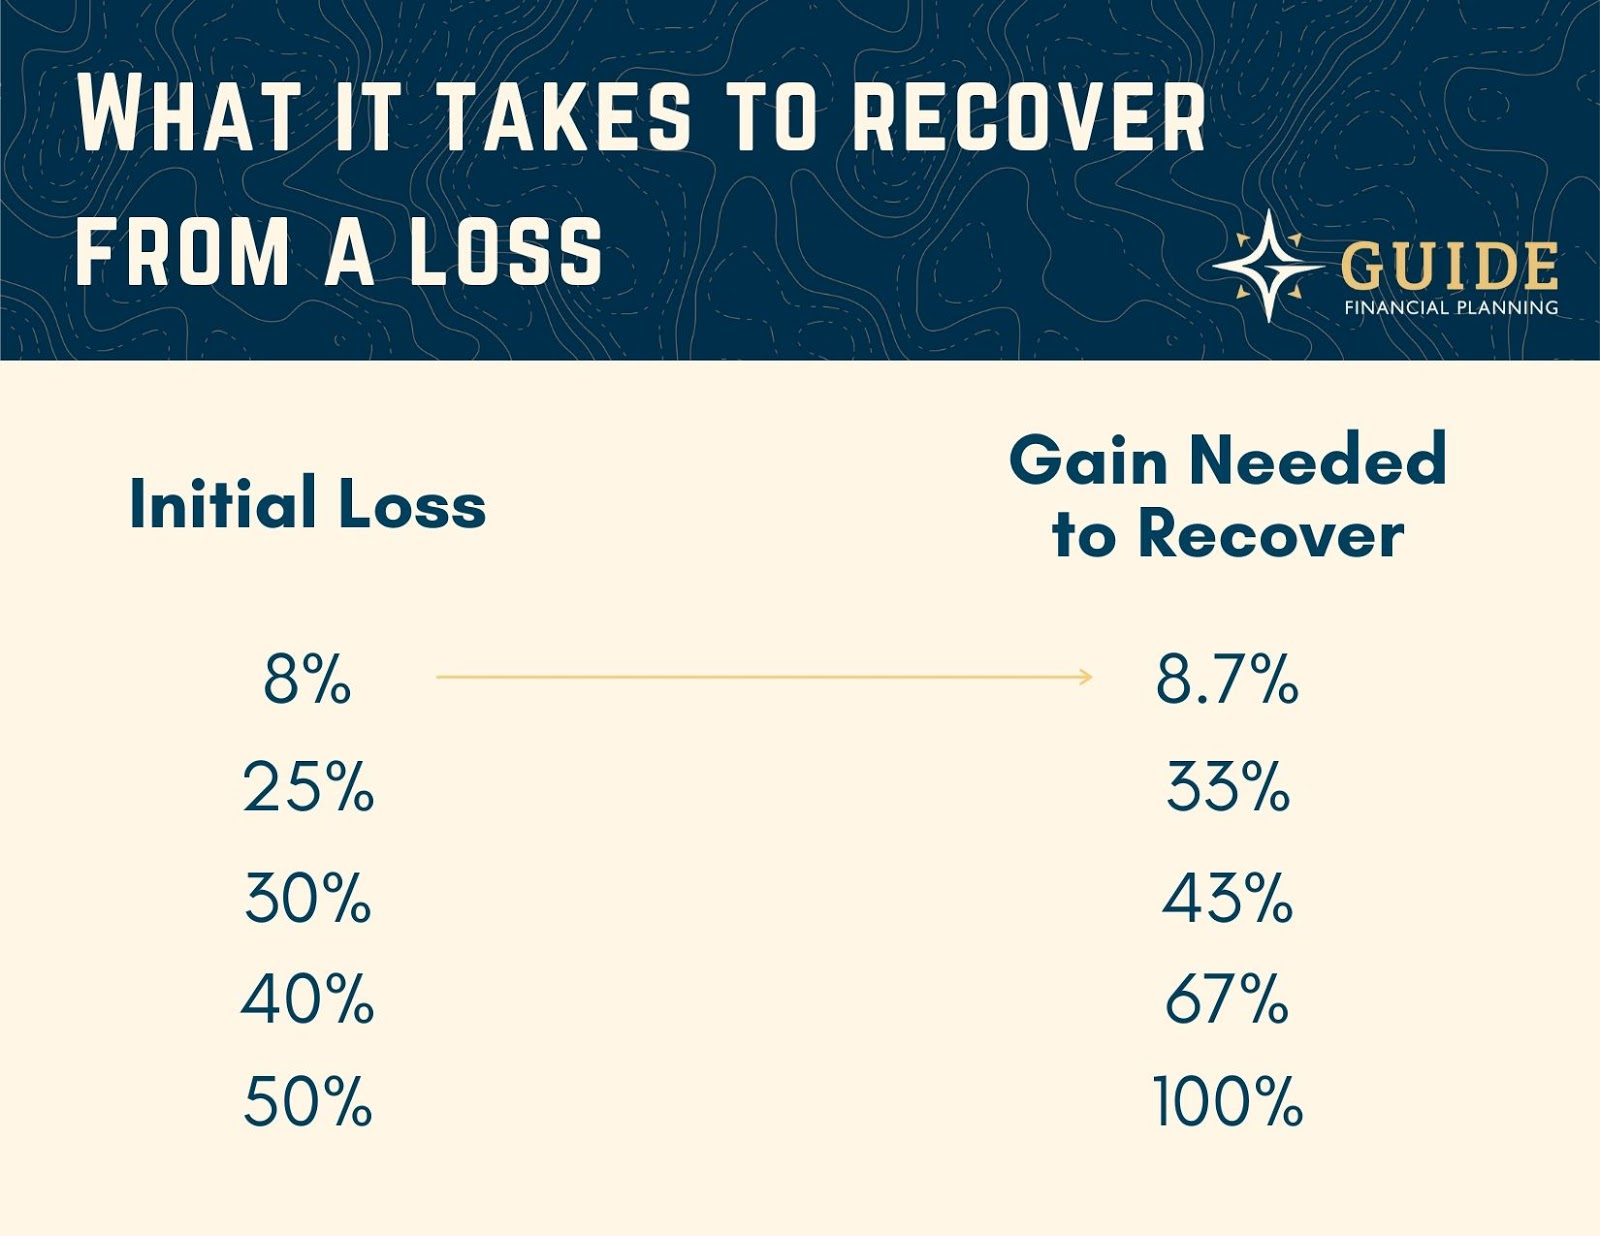 WHAT IT TAKES TO RECOVER
FROM A LOSS
GUIDE
FINANCIAL PLANNING
Initial Loss
Gain Needed
to Recover
8%
8.7%
25%
33%
30%
43%
40%
67%
50%
100%